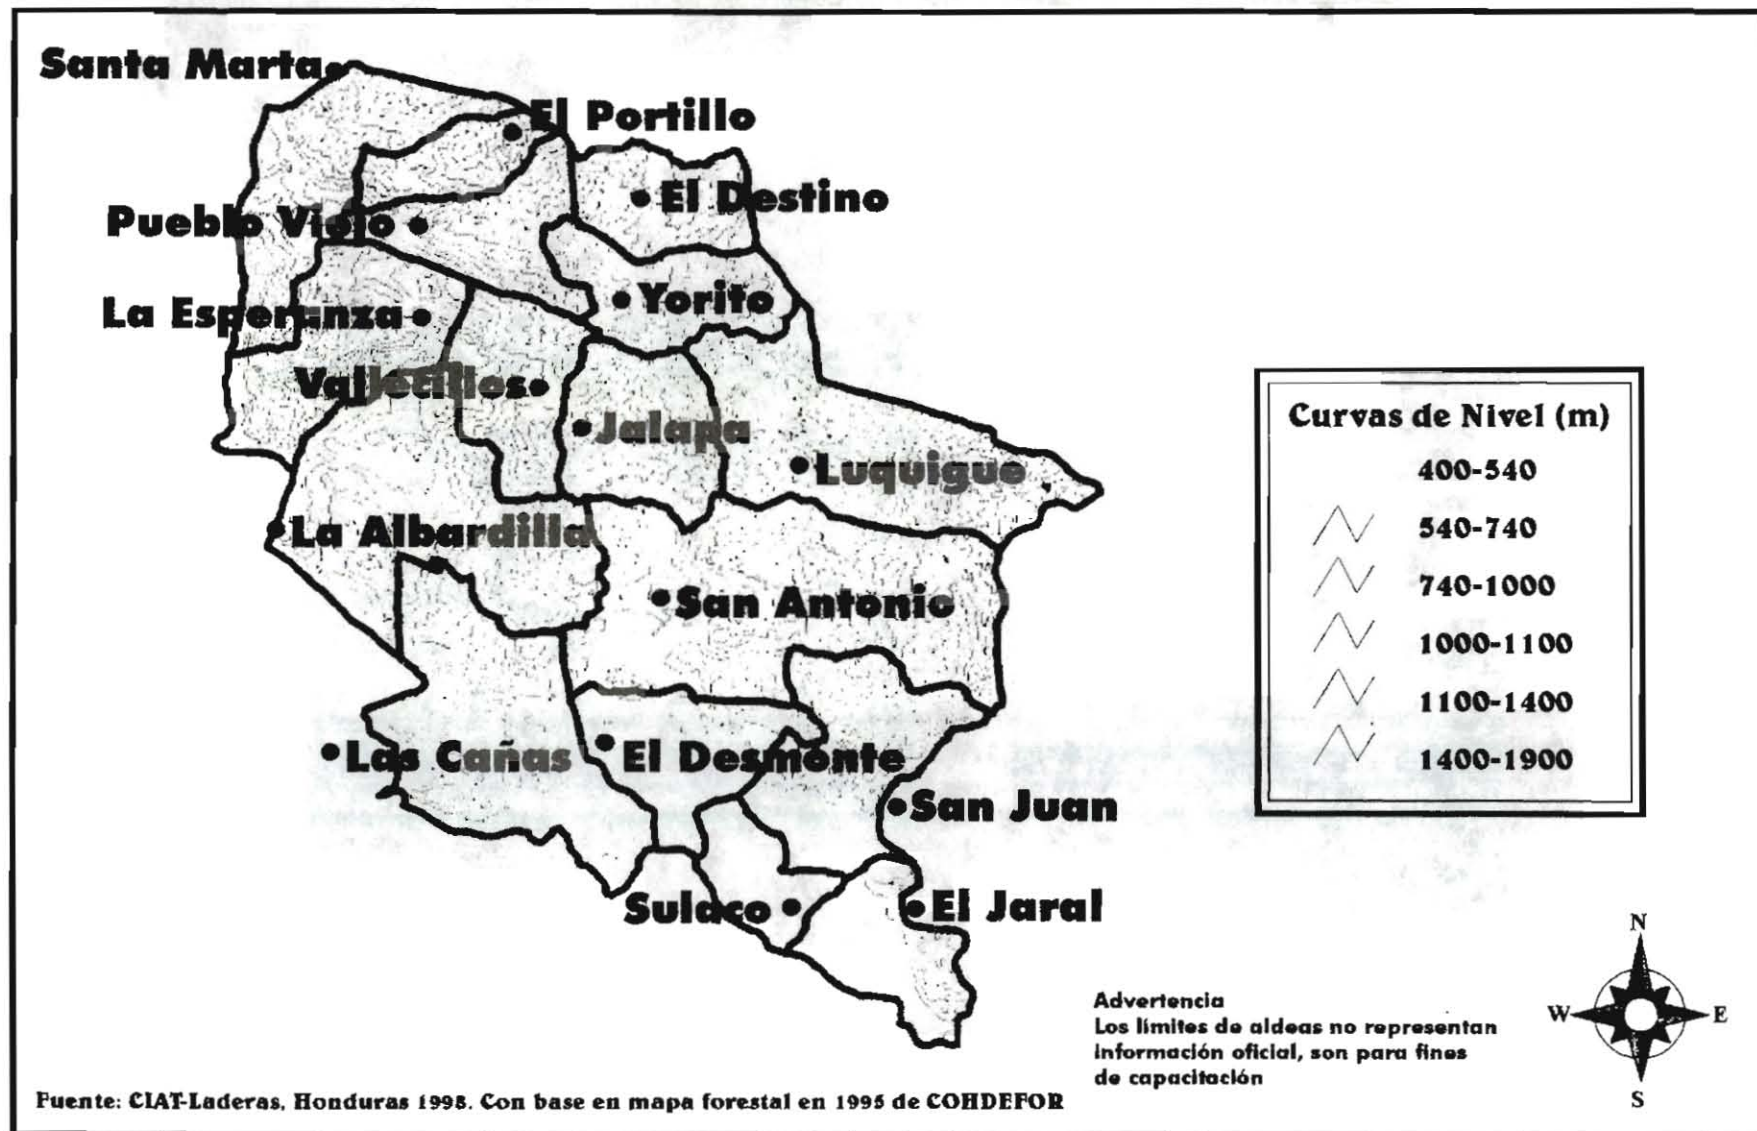 Santa Marta
El Portillo
El Destino
Pueblo Viejo
Yorito
La Esperanza
Vallecillos
Jalapa
Luquigue
La Albardilla
San Antonio
Las Cañas
El Desmonte
San Juan
Sulaco
El Jaral
Curvas de Nivel (m)
400-540
540-740
740-1000
1000-1100
1100-1400
1400-1900
N
W
E
S
Advertencia
Los límites de aldeas no representan
información oficial, son para fines
de capacitación
Fuente: CIAT-Laderas, Honduras 1998. Con base en mapa forestal en 1995 de COHDEFOR